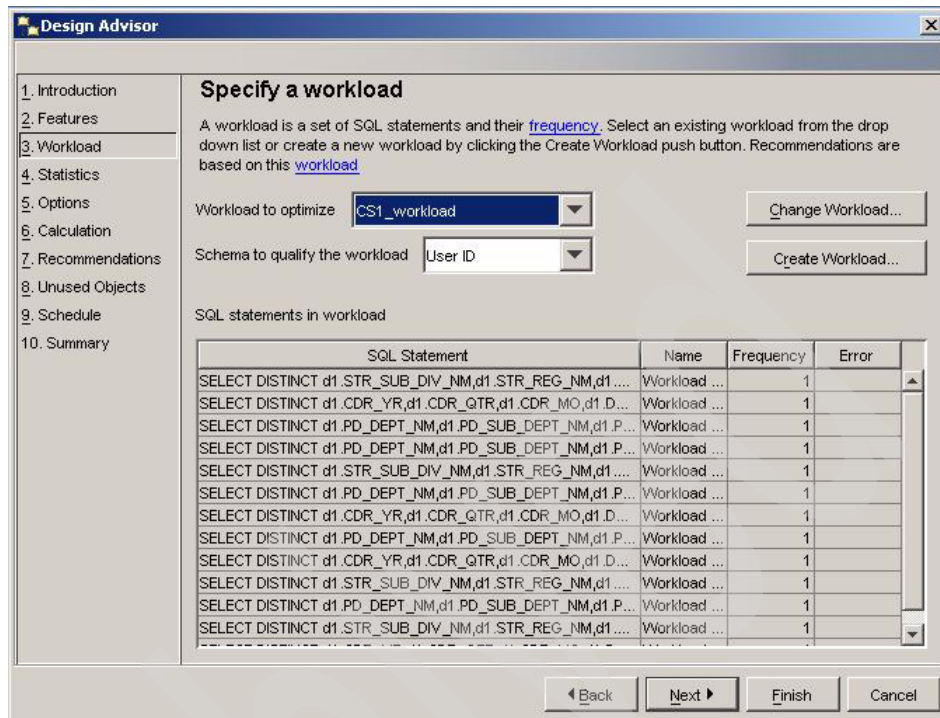 Design Advisor
1. Introduction
2. Features
3. Workload
4. Statistics
5. Options
6. Calculation
7. Recommendations
8. Unused Objects
9. Schedule
10. Summary
Specify a workload
A workload is a set of SQL statements and their frequency. Select an existing workload from the drop
down list or create a new workload by clicking the Create Workload push button. Recommendations are
based on this workload
Workload to optimize CS1_workload Change Workload...
Schema to qualify the workload User ID Create Workload...
SQL statements in workload
SQL Statement Name Frequency Error
SELECT DISTINCT d1.STR_SUB_DIV_NM,d1.STR_REG_NM,d1.... Workload ... 1
SELECT DISTINCT d1.CDR_YR,d1.CDR_QTR,d1.CDR_MO,d1.D... Workload ... 1
SELECT DISTINCT d1.PD_DEPT_NM,d1.PD_SUB_DEPT_NM,d1.P... Workload ... 1
SELECT DISTINCT d1.PD_DEPT_NM,d1.PD_SUB_DEPT_NM,d1.P... Workload ... 1
SELECT DISTINCT d1.STR_SUB_DIV_NM,d1.STR_REG_NM,d1.... Workload ... 1
SELECT DISTINCT d1.PD_DEPT_NM,d1.PD_SUB_DEPT_NM,d1.P... Workload ... 1
SELECT DISTINCT d1.CDR_YR,d1.CDR_QTR,d1.CDR_MO,d1.D... Workload ... 1
SELECT DISTINCT d1.PD_DEPT_NM,d1.PD_SUB_DEPT_NM,d1.P... Workload ... 1
SELECT DISTINCT d1.CDR_YR,d1.CDR_QTR,d1.CDR_MO,d1.D... Workload ... 1
SELECT DISTINCT d1.STR_SUB_DIV_NM,d1.STR_REG_NM,d1.... Workload ... 1
SELECT DISTINCT d1.PD_DEPT_NM,d1.PD_SUB_DEPT_NM,d1.P... Workload ... 1
SELECT DISTINCT d1.STR_SUB_DIV_NM,d1.STR_REG_NM,d1.... Workload ... 1
Back Next Finish Cancel